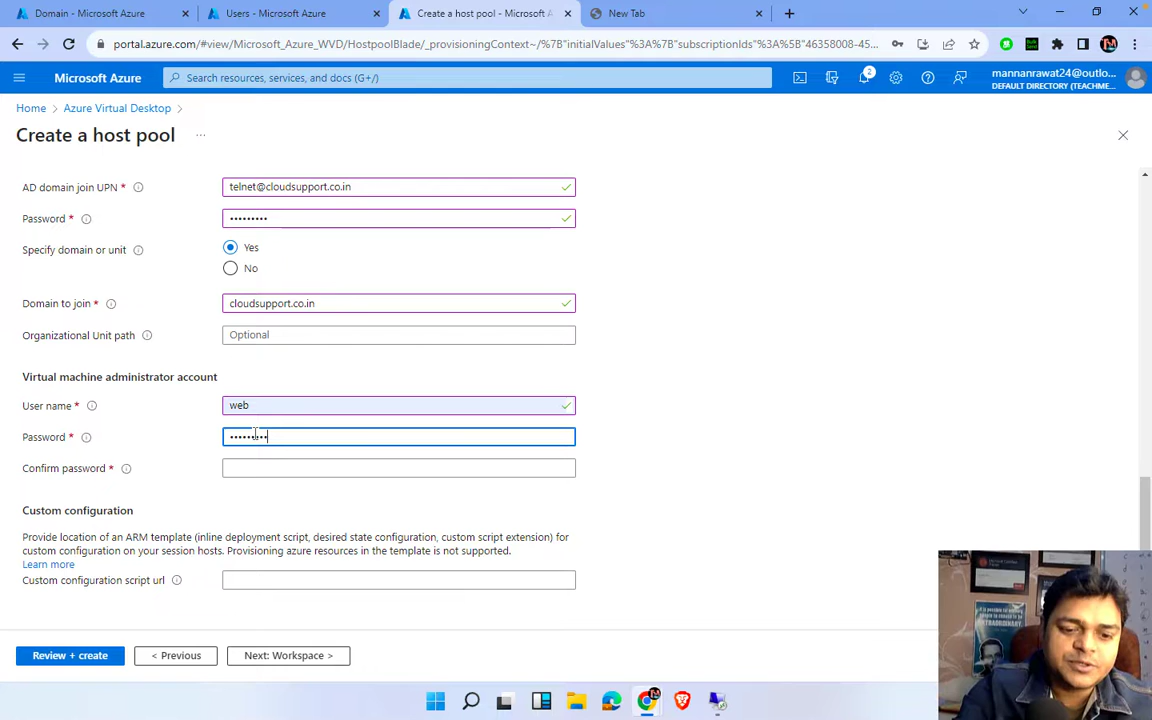 Domain - Microsoft Azure
Users - Microsoft Azure
Create a host pool - Microsoft A
New Tab
portal.azure.com/#view/Microsoft_Azure_WVD/HostpoolBlade/_provisioningContext~/%7B"initialValues"%3A%7B"subscriptionIds"%3A%5B"46358008-45...
Microsoft Azure
Search resources, services, and docs (G+/)
2
mannanrawat24@outlo...
DEFAULT DIRECTORY (TEACHME...
Home > Azure Virtual Desktop >
Create a host pool ...
AD domain join UPN *
telnet@cloudsupport.co.in
Password *
•••••••••
Specify domain or unit
Yes
No
Domain to join *
cloudsupport.co.in
Organizational Unit path
Optional
Virtual machine administrator account
User name *
web
Password *
•••••••••
Confirm password *
Custom configuration
Provide location of an ARM template (inline deployment script, desired state configuration, custom script extension) for
custom configuration on your session hosts. Provisioning azure resources in the template is not supported.
Learn more
Custom configuration script url
Review + create
< Previous
Next: Workspace >